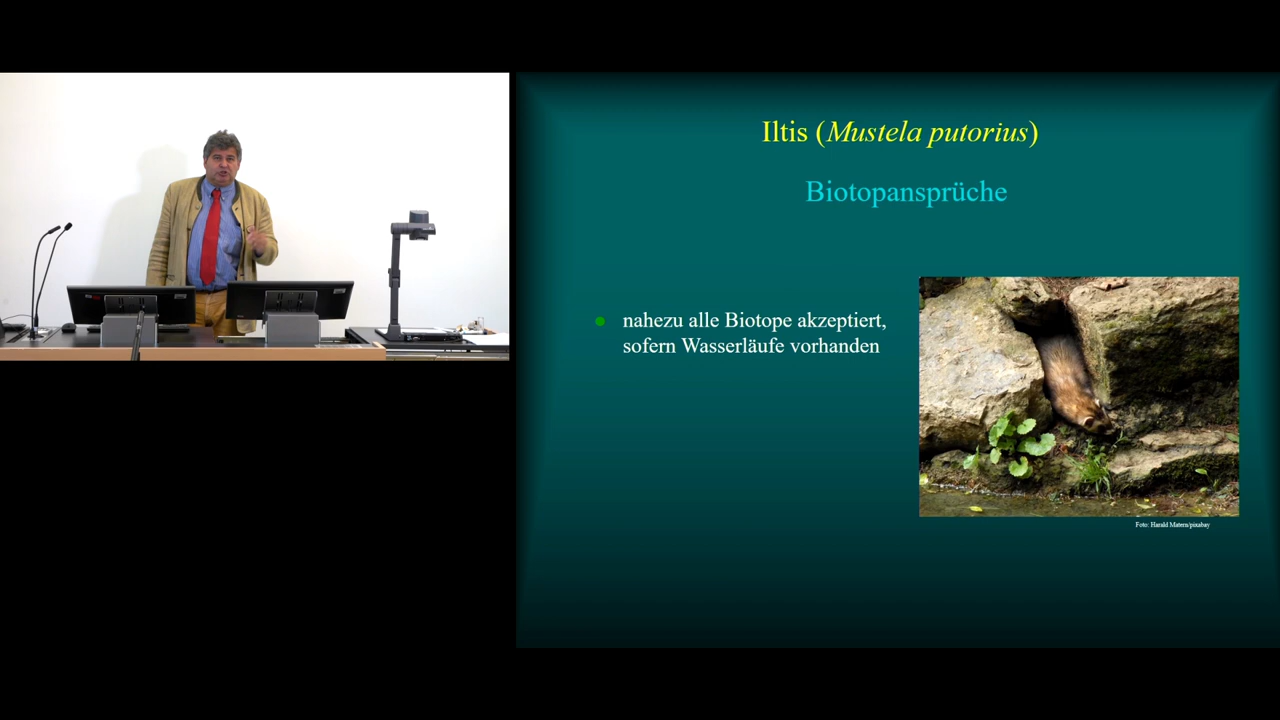 Iltis (Mustela putorius)
Biotopansprüche
nahezu alle Biotope akzeptiert,
sofern Wasserläufe vorhanden
Foto: Harald Matern/pixabay